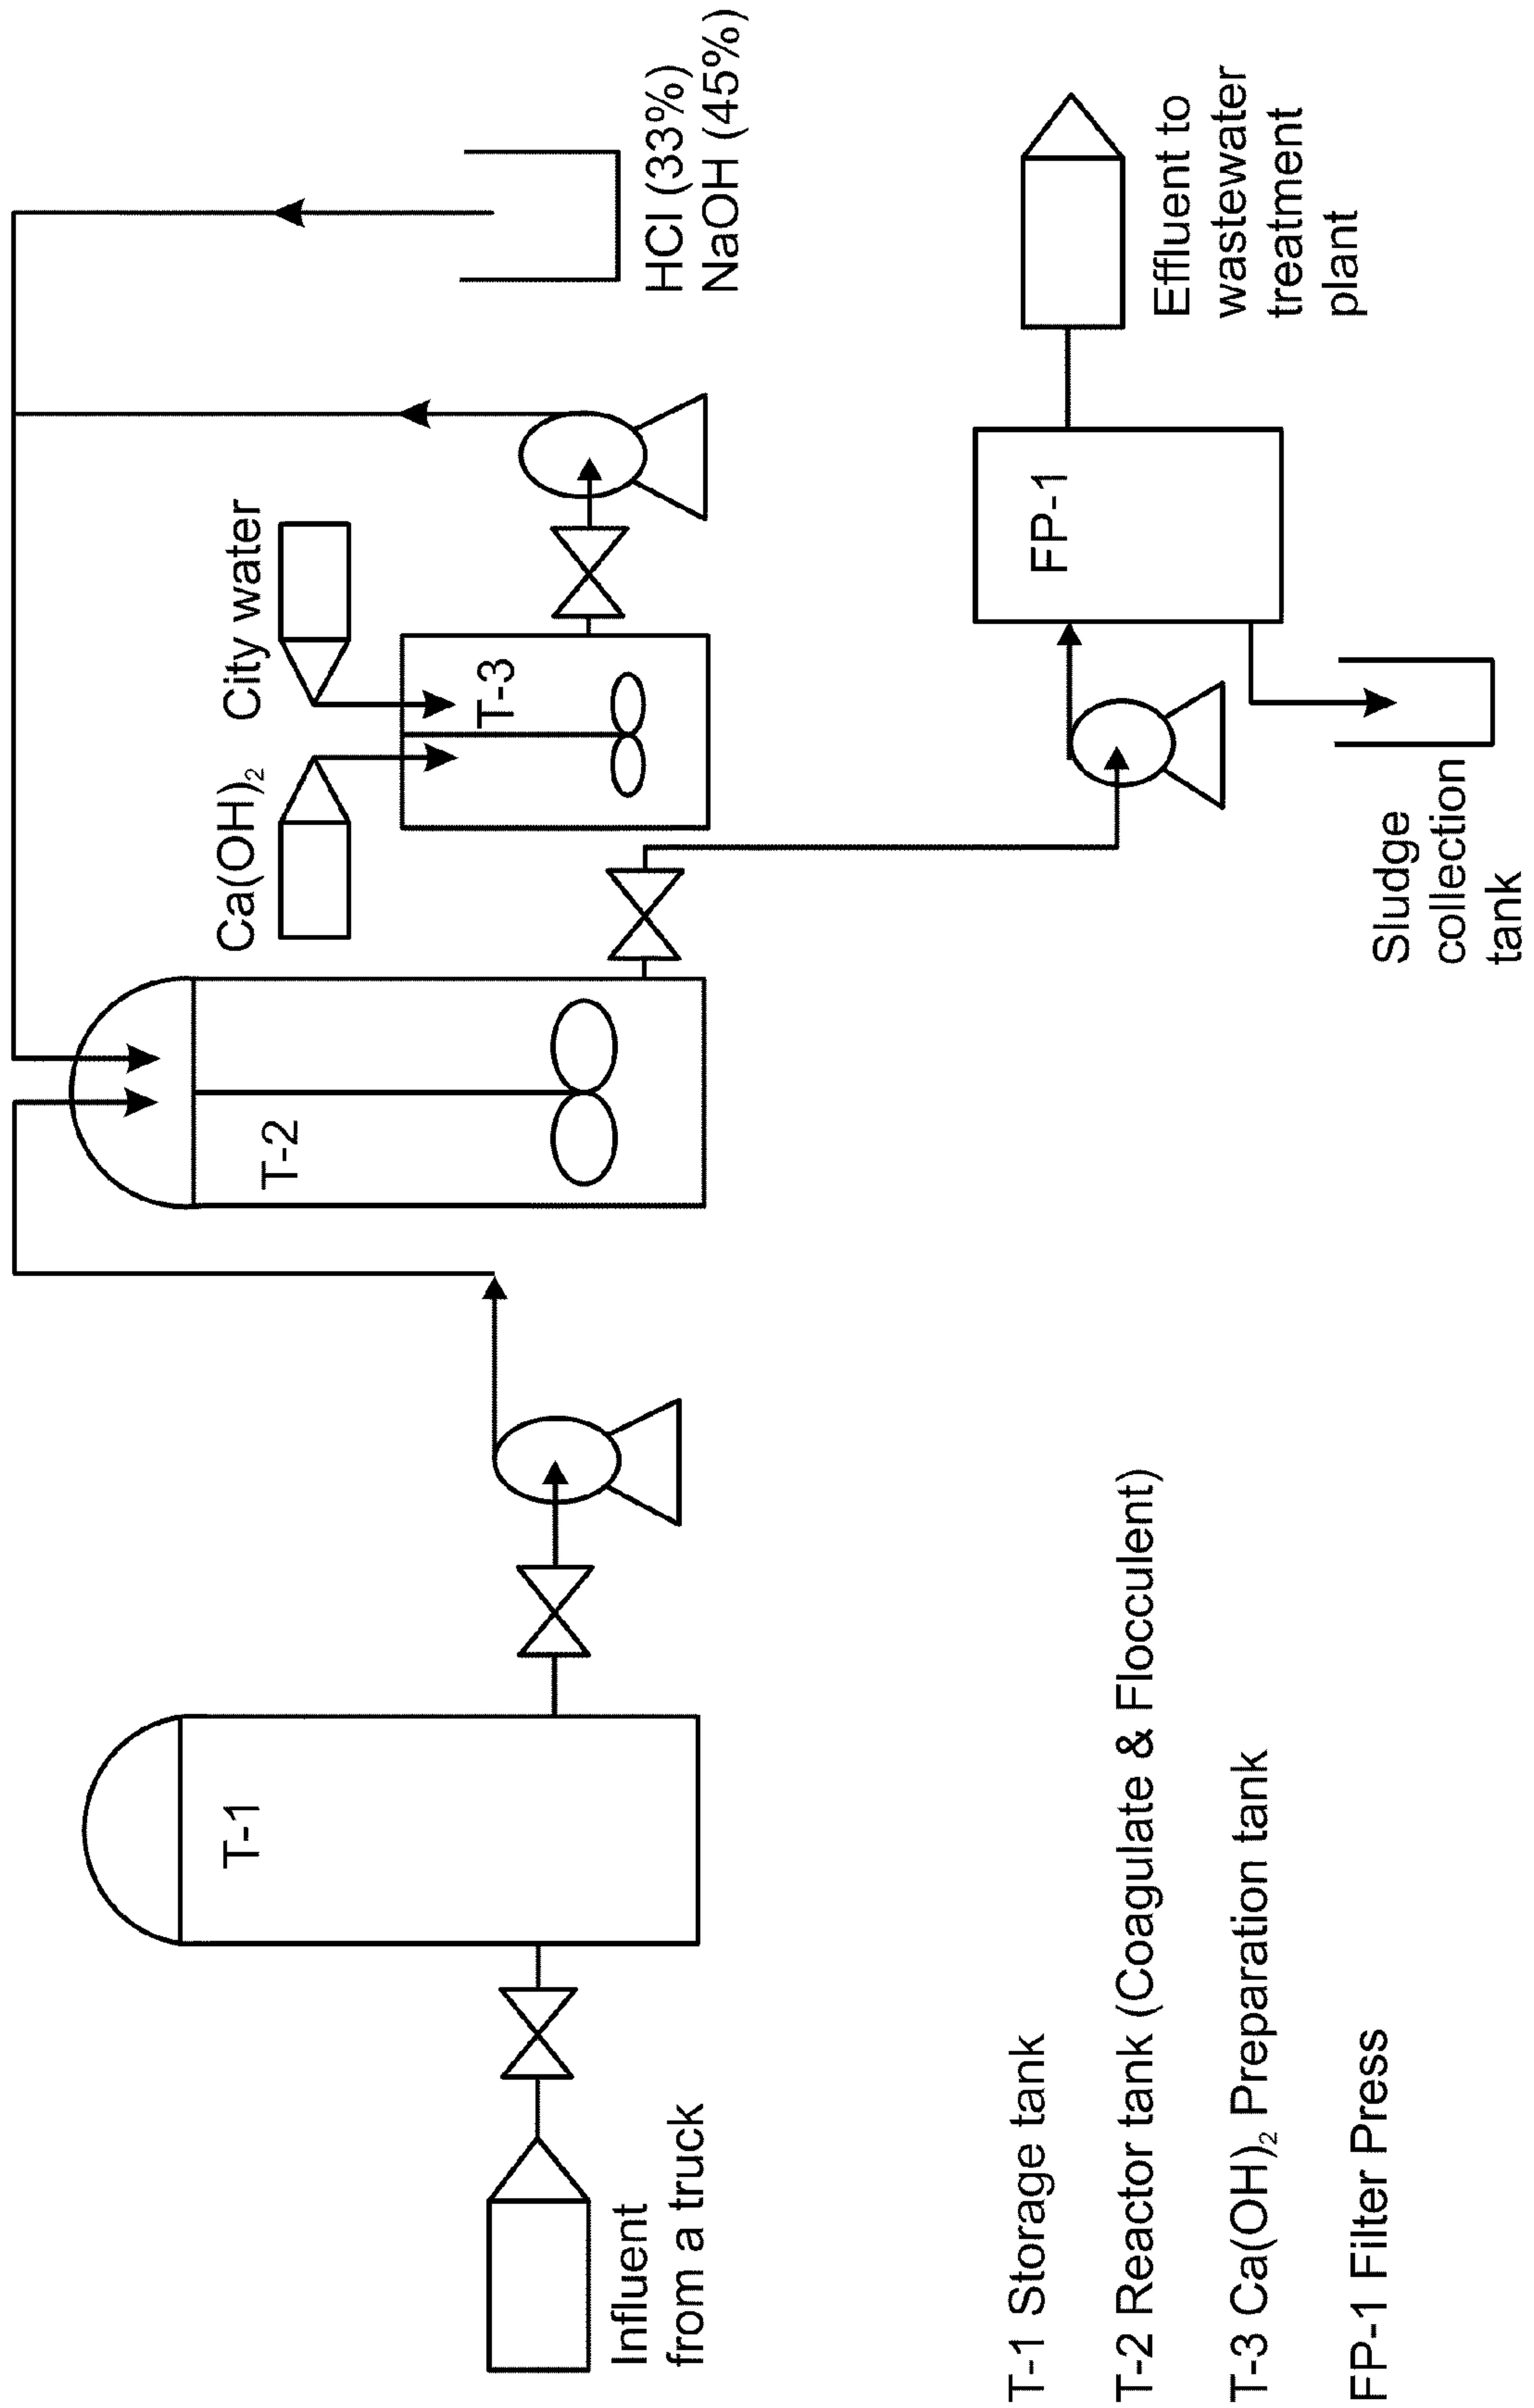 HCl (33%)
NaOH (45%)
City water
Ca(OH)₂
T-3
T-2
T-1
Influent
from a truck
FP-1
Effluent to
wastewater
treatment
plant
Sludge
collection
tank
T-1 Storage tank
T-2 Reactor tank (Coagulate & Flocculent)
T-3 Ca(OH)₂ Preparation tank
FP-1 Filter Press